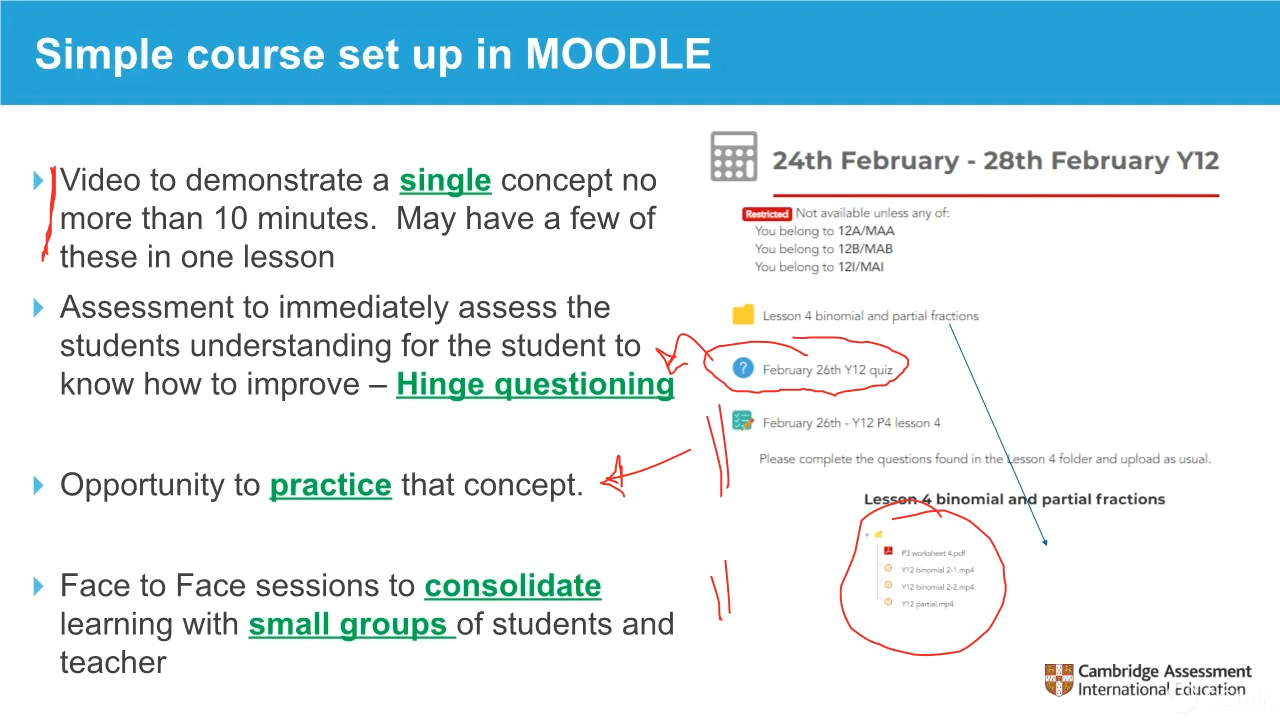 Simple course set up in MOODLE
Video to demonstrate a single concept no
more than 10 minutes.  May have a few of
these in one lesson
Assessment to immediately assess the
students understanding for the student to
know how to improve – Hinge questioning
Opportunity to practice that concept.
Face to Face sessions to consolidate
learning with small groups of students and
teacher
24th February - 28th February Y12
Restricted Not available unless any of:
You belong to 12A/MAA
You belong to 12B/MAB
You belong to 12I/MAI
Lesson 4 binomial and partial fractions
February 26th Y12 quiz
February 26th - Y12 P4 lesson 4
Please complete the questions found in the Lesson 4 folder and upload as usual.
Lesson 4 binomial and partial fractions
P3 worksheet 4.pdf
Y12 binomial 2-1.mp4
Y12 binomial 2-2.mp4
Y12 partial.mp4
Cambridge Assessment
International Education